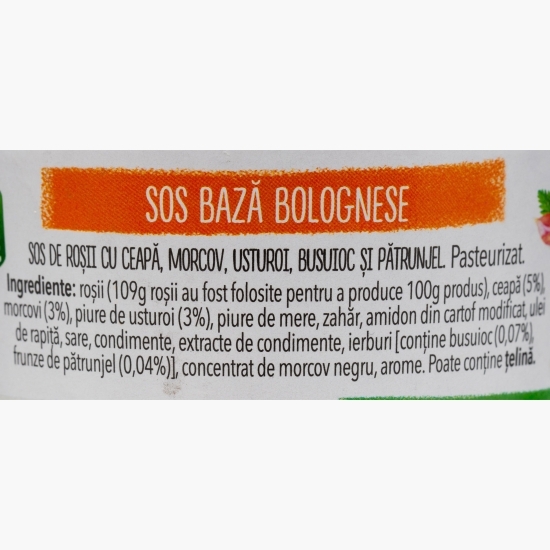 SOS BAZĂ BOLOGNESE
SOS DE ROȘII CU CEAPĂ, MORCOV, USTUROI, BUSUIOC ȘI PĂTRUNJEL. Pasteurizat.
Ingrediente: roșii (109g roșii au fost folosite pentru a produce 100g produs), ceapă (5%),
morcovi (3%), piure de usturoi (3%), piure de mere, zahăr, amidon din cartof modificat, ulei
de rapiță, sare, condimente, extracte de condimente, ierburi [conține busuioc (0,07%),
frunze de pătrunjel (0,04%)], concentrat de morcov negru, arome. Poate conține țelină.